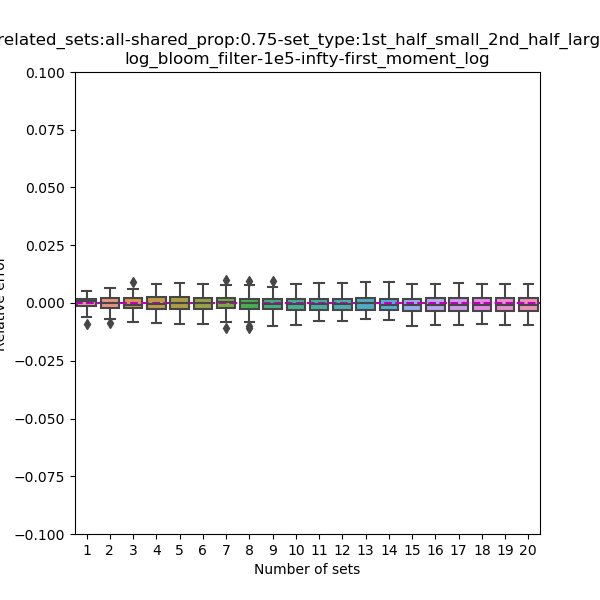 related_sets:all-shared_prop:0.75-set_type:1st_half_small_2nd_half_larg
log_bloom_filter-1e5-infty-first_moment_log
0.100
0.075
0.050
0.025
0.000
−0.025
−0.050
−0.075
−0.100
Relative error
1 2 3 4 5 6 7 8 9 10 11 12 13 14 15 16 17 18 19 20
Number of sets